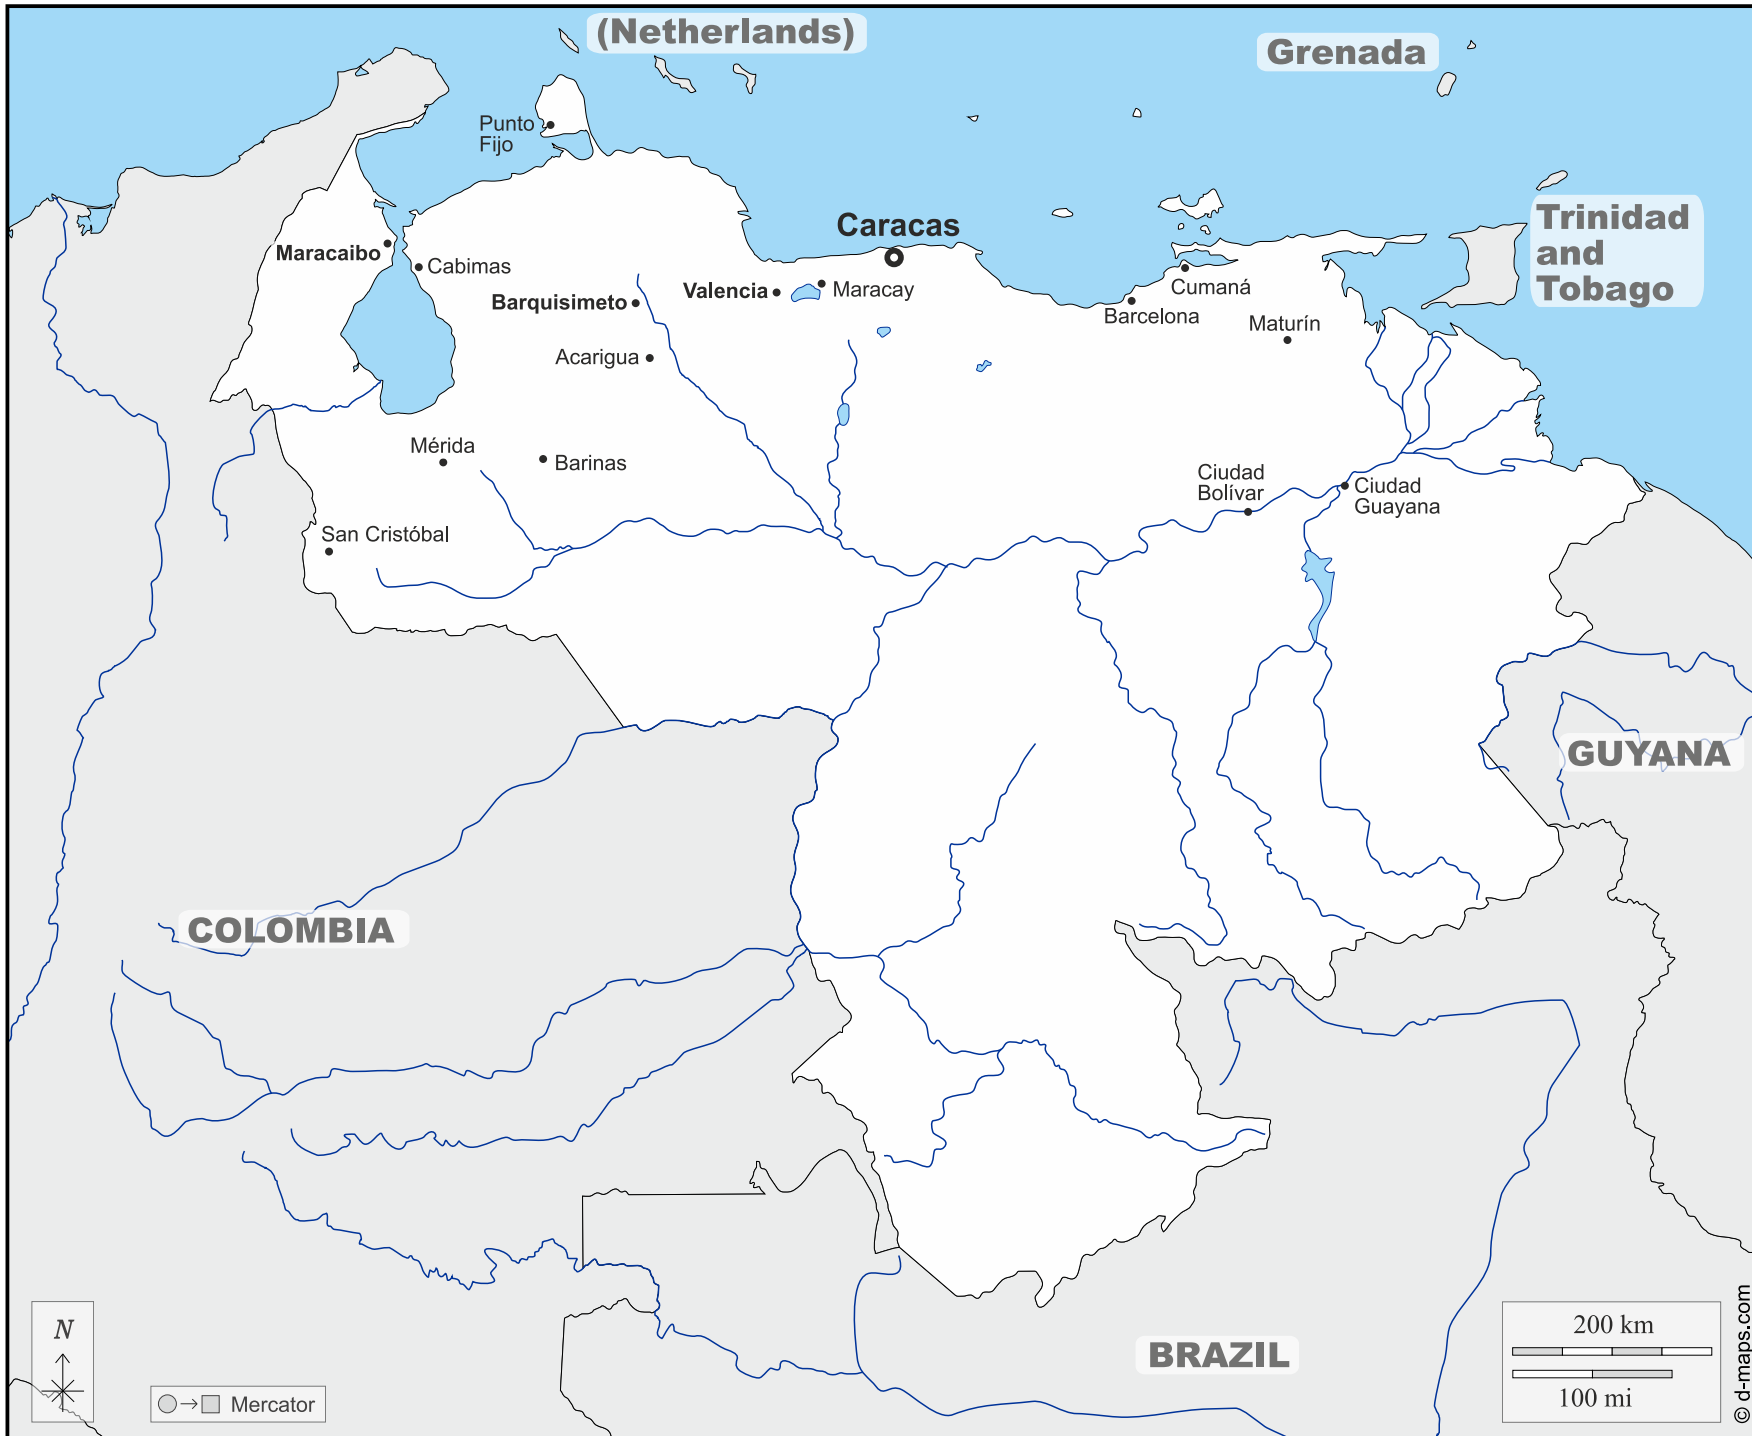 (Netherlands)
Grenada
Punto
Fijo
Trinidad
and
Tobago
Caracas
Maracaibo
Cabimas
Barquisimeto
Valencia
Maracay
Cumaná
Barcelona
Maturín
Acarigua
Mérida
Barinas
Ciudad
Bolívar
Ciudad
Guayana
San Cristóbal
GUYANA
COLOMBIA
BRAZIL
N
Mercator
200 km
100 mi
© d-maps.com